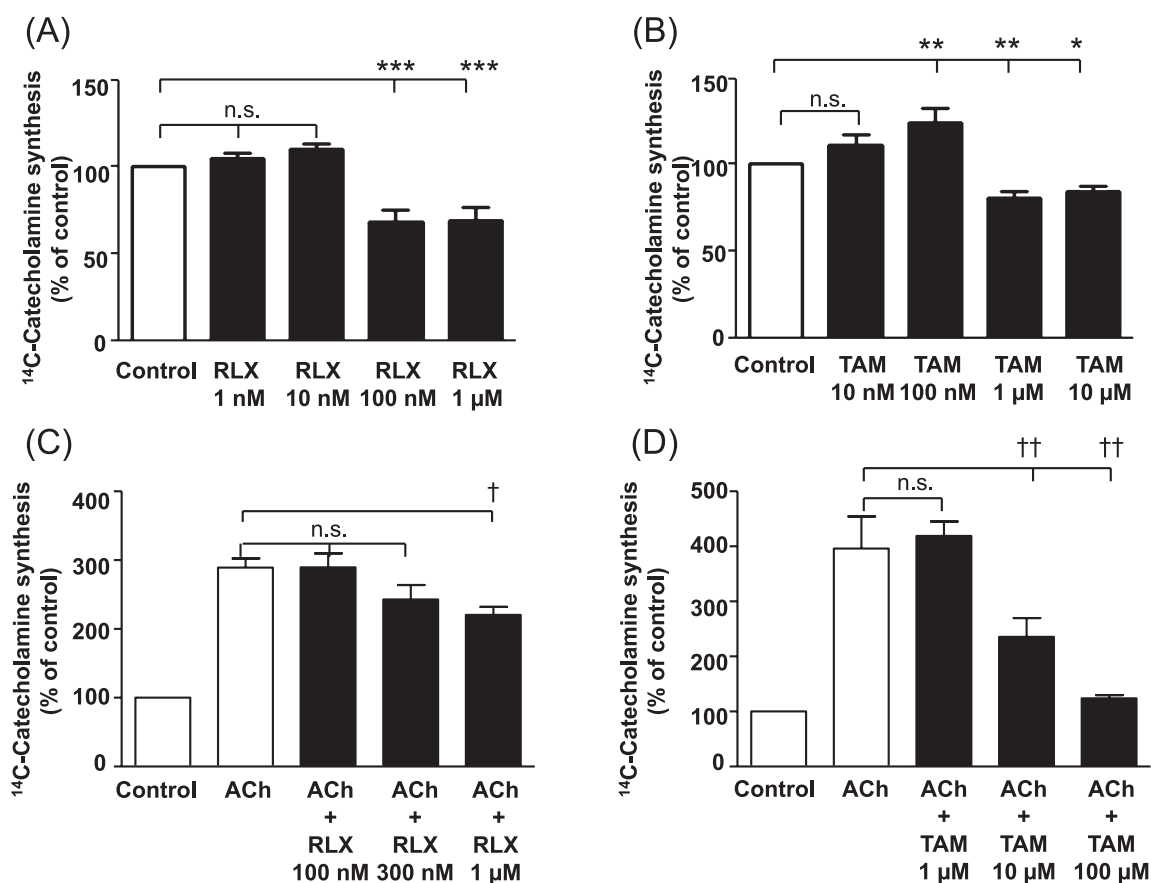 (A)
¹⁴C-Catecholamine synthesis
(% of control)
150
100
50
0
n.s.
***
***
Control
RLX
1 nM
RLX
10 nM
RLX
100 nM
RLX
1 µM
(B)
¹⁴C-Catecholamine synthesis
(% of control)
150
100
50
0
n.s.
**
**
*
Control
TAM
10 nM
TAM
100 nM
TAM
1 µM
TAM
10 µM
(C)
¹⁴C-Catecholamine synthesis
(% of control)
400
300
200
100
0
n.s.
†
Control
ACh
ACh
+
RLX
100 nM
ACh
+
RLX
300 nM
ACh
+
RLX
1 µM
(D)
¹⁴C-Catecholamine synthesis
(% of control)
500
400
400
200
100
0
n.s.
††
††
Control
ACh
ACh
+
TAM
1 µM
ACh
+
TAM
10 µM
ACh
+
TAM
100 µM